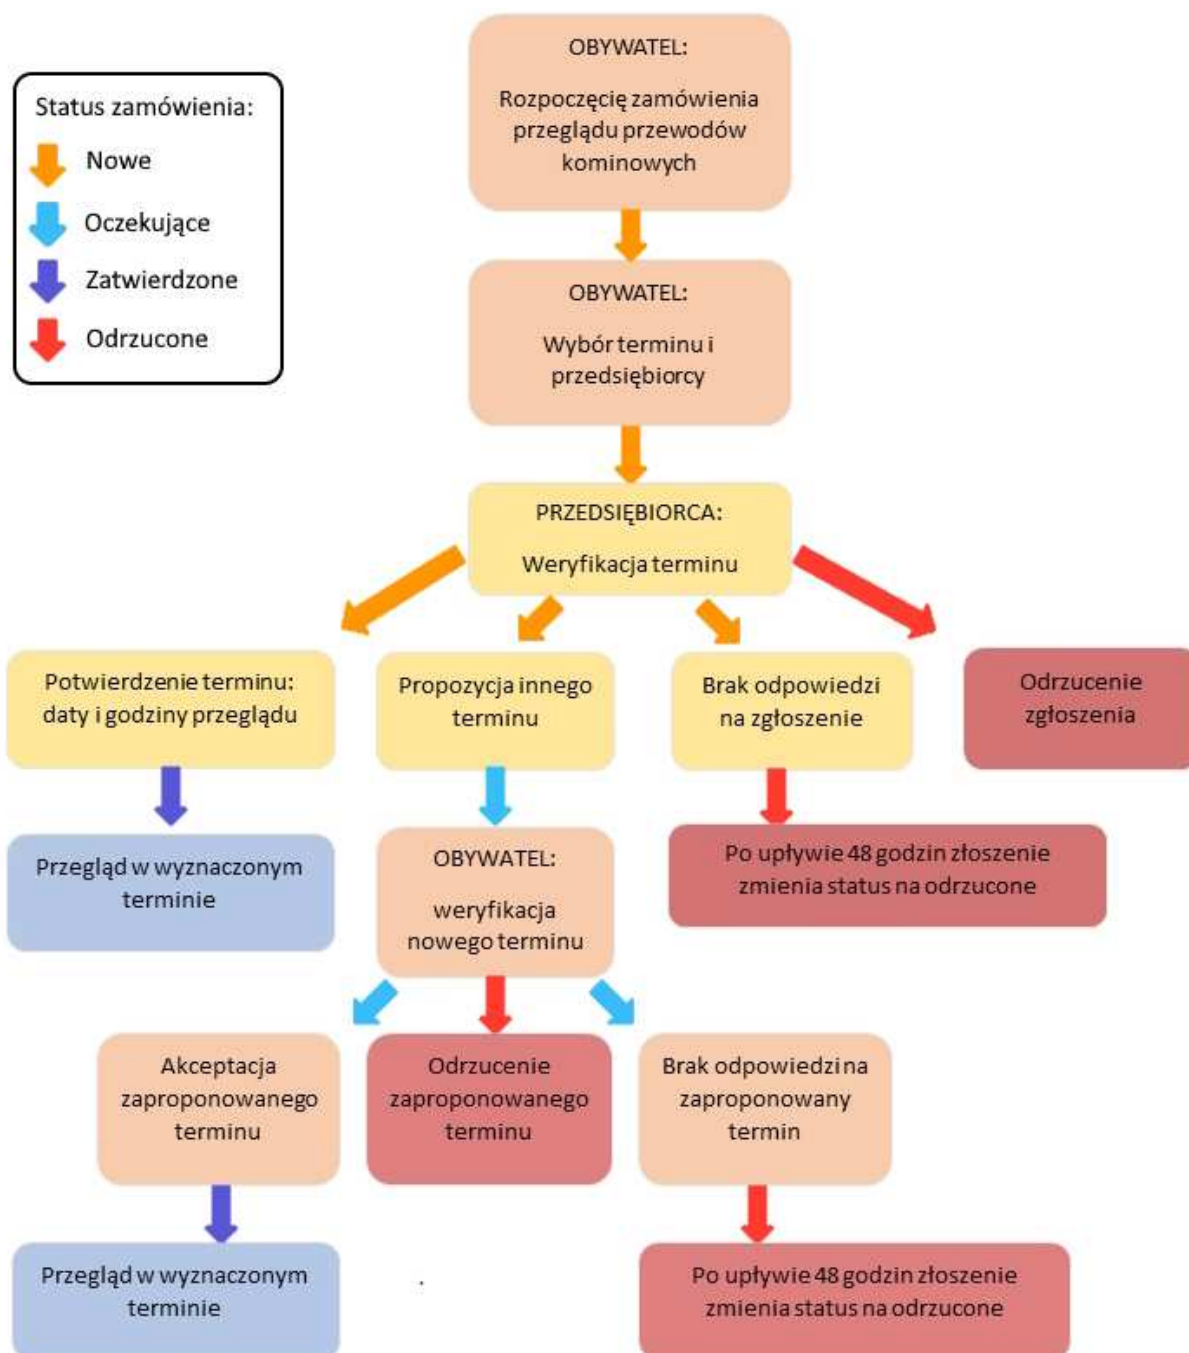 Status zamówienia:
Nowe
Oczekujące
Zatwierdzone
Odrzucone
OBYWATEL:
Rozpoczęcię zamówienia
przeglądu przewodów
kominowych
OBYWATEL:
Wybór terminu i
przedsiębiorcy
PRZEDSIĘBIORCA:
Weryfikacja terminu
Potwierdzenie terminu:
daty i godziny przeglądu
Propozycja innego
terminu
Brak odpowiedzi
na zgłoszenie
Odrzucenie
zgłoszenia
Przegląd w wyznaczonym
terminie
OBYWATEL:
weryfikacja
nowego terminu
Po upływie 48 godzin złoszenie
zmienia status na odrzucone
Akceptacja
zaproponowanego
terminu
Odrzucenie
zaproponowanego
terminu
Brak odpowiedzi na
zaproponowany
termin
Przegląd w wyznaczonym
terminie
.
Po upływie 48 godzin złoszenie
zmienia status na odrzucone